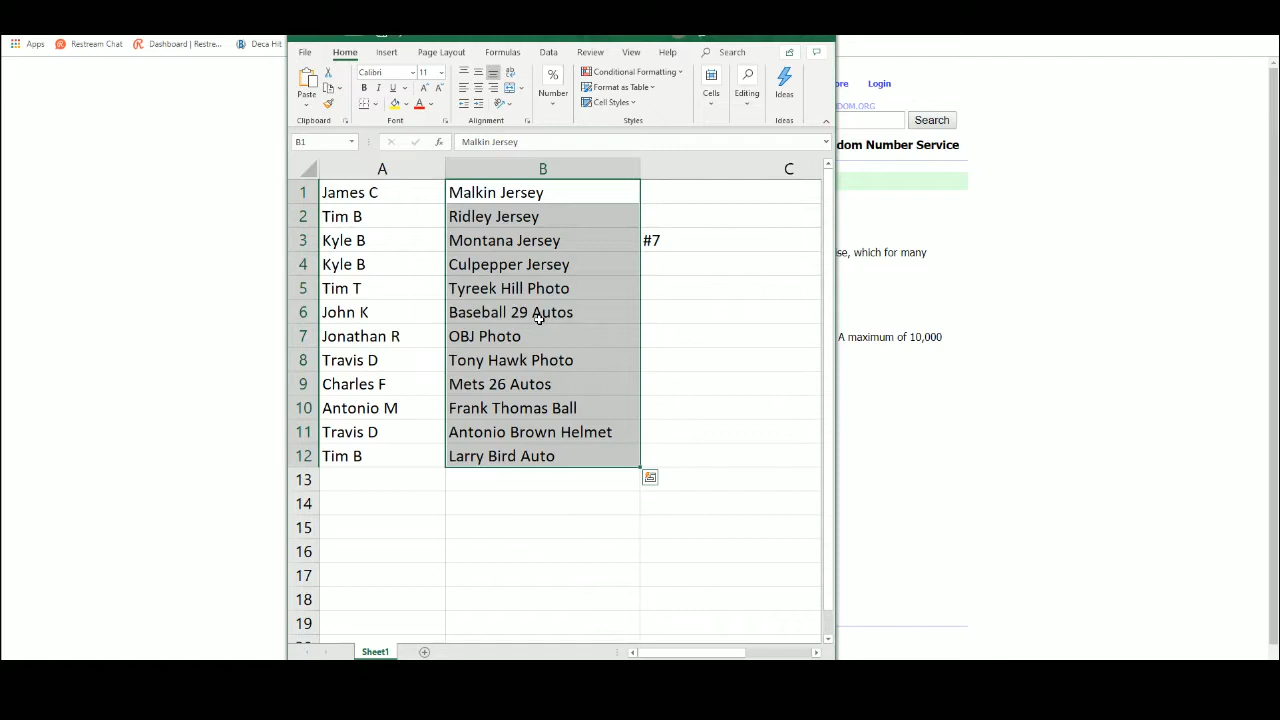 Apps Restream Chat Dashboard | Restre... Deca Hit
File Home Insert Page Layout Formulas Data Review View Help Search
Paste
Calibri 11
B I U
A A
%
Number
Conditional Formatting
Format as Table
Cell Styles
Cells
Editing
Ideas
Clipboard Font Alignment Styles Ideas
B1 fx Malkin Jersey
A B C
1 James C Malkin Jersey
2 Tim B Ridley Jersey
3 Kyle B Montana Jersey #7
4 Kyle B Culpepper Jersey
5 Tim T Tyreek Hill Photo
6 John K Baseball 29 Autos
7 Jonathan R OBJ Photo
8 Travis D Tony Hawk Photo
9 Charles F Mets 26 Autos
10 Antonio M Frank Thomas Ball
11 Travis D Antonio Brown Helmet
12 Tim B Larry Bird Auto
13
14
15
16
17
18
19
Sheet1
ore Login
DOM.ORG
Search
dom Number Service
se, which for many
A maximum of 10,000